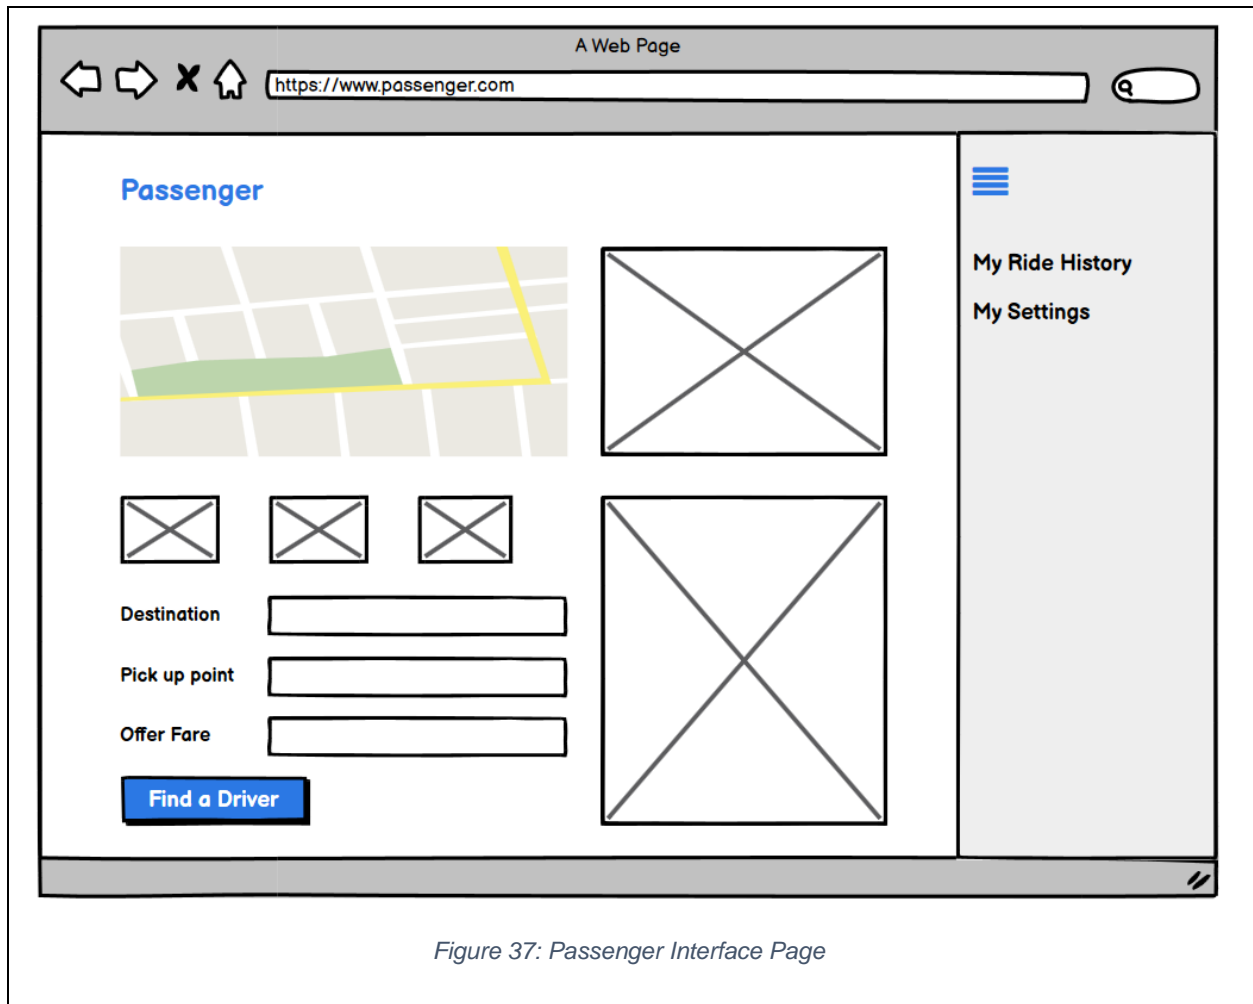 A Web Page
https://www.passenger.com
Passenger
My Ride History
My Settings
Destination
Pick up point
Offer Fare
Find a Driver
Figure 37: Passenger Interface Page